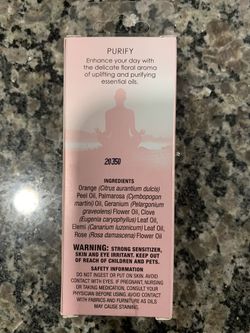 PURIFY
Enhance your day with
the delicate floral aroma
of uplifting and purifying
essential oils.
20350
INGREDIENTS
Orange (Citrus aurantium dulcis)
Peel Oil, Palmarosa (Cymbopogon
martini) Oil, Geranium (Pelargonium
graveolens) Flower Oil, Clove
(Eugenia caryophyllus) Leaf Oil,
Elemi (Canarium luzonicum) Leaf Oil,
Rose (Rosa damascena) Flower Oil
WARNING: STRONG SENSITIZER,
SKIN AND EYE IRRITANT. KEEP OUT
OF REACH OF CHILDREN AND PETS.
SAFETY INFORMATION
DO NOT INGEST OR PUT ON SKIN. AVOID
CONTACT WITH EYES. IF PREGNANT, NURSING
OR TAKING MEDICATION, CONSULT YOUR
PHYSICIAN BEFORE USING. AVOID CONTACT
WITH FABRICS AND FURNITURE AS OILS
MAY CAUSE STAINING.